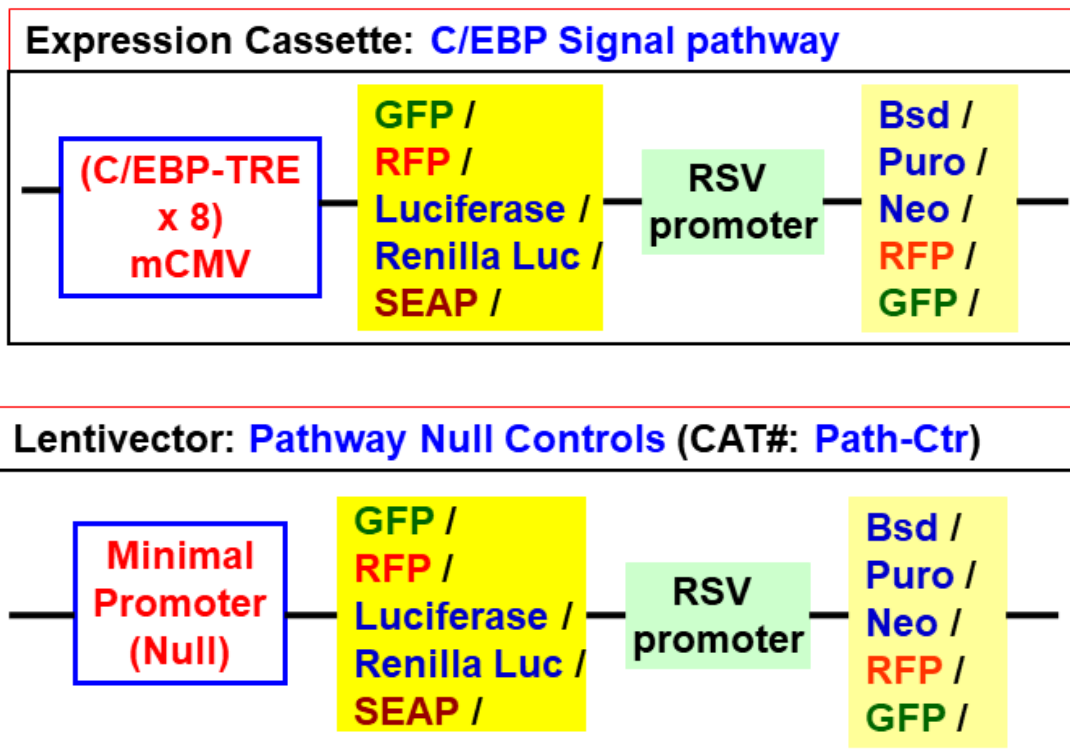 Expression Cassette: C/EBP Signal pathway
(C/EBP-TRE
x 8)
mCMV
GFP /
RFP /
Luciferase /
Renilla Luc /
SEAP /
RSV
promoter
Bsd /
Puro /
Neo /
RFP /
GFP /
Lentivector: Pathway Null Controls (CAT#: Path-Ctr)
Minimal
Promoter
(Null)
GFP /
RFP /
Luciferase /
Renilla Luc /
SEAP /
RSV
promoter
Bsd /
Puro /
Neo /
RFP /
GFP /